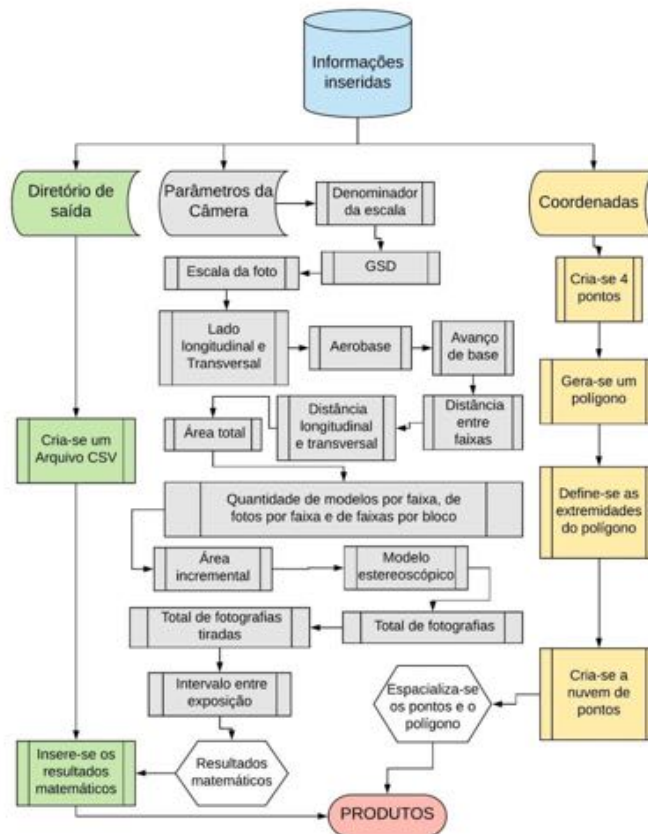 Informações
inseridas
Diretório de
saída
Parâmetros da
Câmera
Denominador
da escala
Coordenadas
GSD
Escala da foto
Cria-se 4
pontos
Lado
longitudinal e
Transversal
Aerobase
Avanço
de base
Gera-se um
polígono
Distância
entre
faixas
Distância
longitudinal
e transversal
Área total
Cria-se um
Arquivo CSV
Quantidade de modelos por faixa, de
fotos por faixa e de faixas por bloco
Define-se as
extremidades
do polígono
Área
incremental
Modelo
estereoscópico
Total de fotografias
Total de fotografias
tiradas
Intervalo entre
exposição
Espacializa-se
os pontos e o
polígono
Cria-se a
nuvem de
pontos
Insere-se os
resultados
matemáticos
Resultados
matemáticos
PRODUTOS